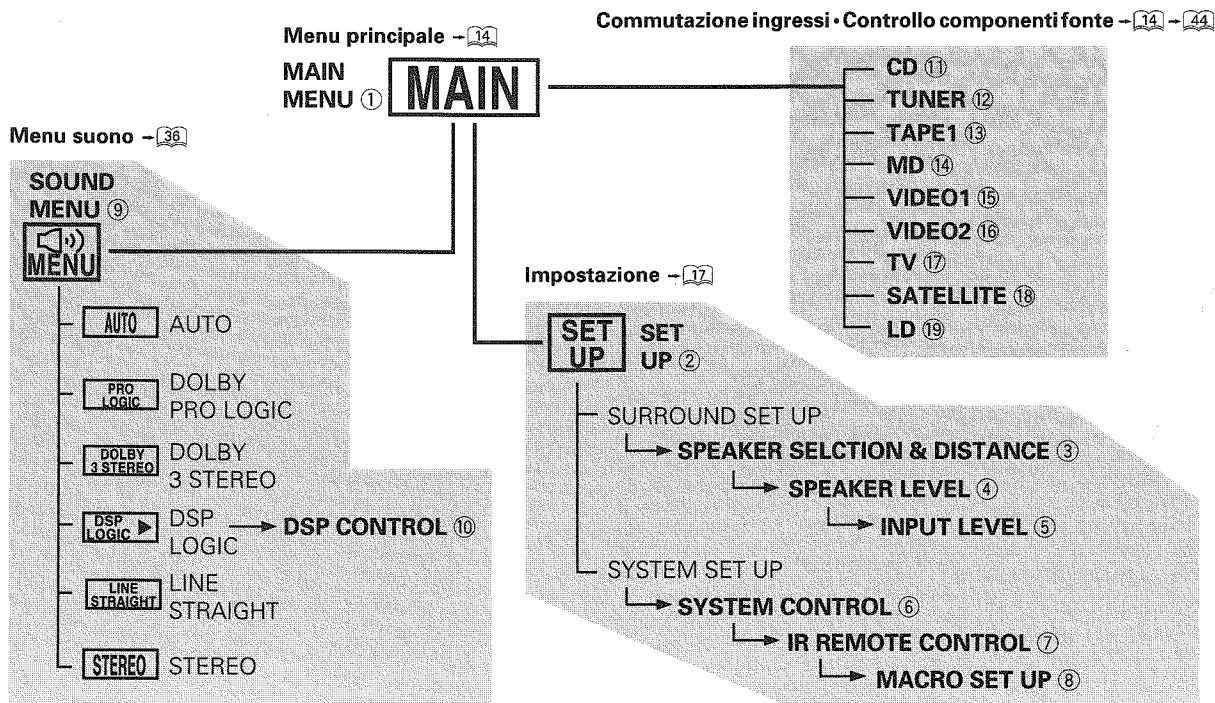 Commutazione ingressi • Controllo componenti fonte → 14 → 44
Menu principale → 14
MAIN
MENU ①
MAIN
CD ⑪
TUNER ⑫
TAPE1 ⑬
MD ⑭
VIDEO1 ⑮
VIDEO2 ⑯
TV ⑰
SATELLITE ⑱
LD ⑲
Menu suono → 36
SOUND
MENU ⑨
MENU
AUTO AUTO
PRO
LOGIC
DOLBY
PRO LOGIC
DOLBY
3 STEREO
DOLBY
3 STEREO
DSP
LOGIC ▶
DSP
LOGIC
→ DSP CONTROL ⑩
LINE
STRAIGHT
LINE
STRAIGHT
STEREO STEREO
Impostazione → 17
SET
UP
SET
UP ②
SURROUND SET UP
SPEAKER SELCTION & DISTANCE ③
SPEAKER LEVEL ④
INPUT LEVEL ⑤
SYSTEM SET UP
SYSTEM CONTROL ⑥
IR REMOTE CONTROL ⑦
MACRO SET UP ⑧